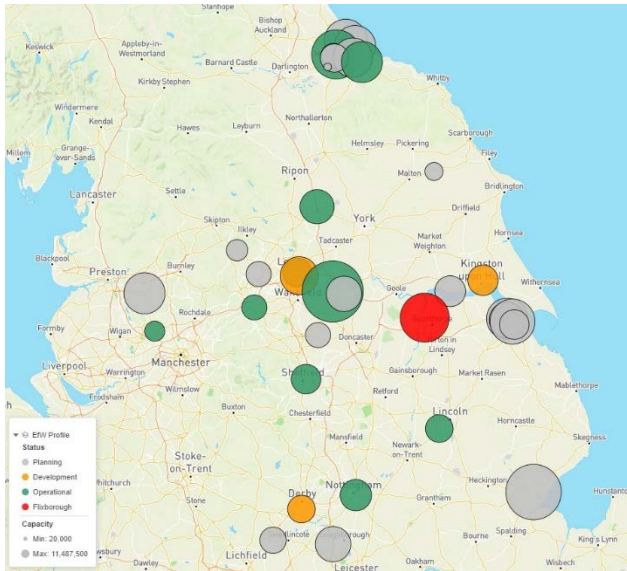 Stanhope
Bishop
Auckland
Keswick
Appleby-in-
Westmorland
Barnard Castle
Darlington
Kirkby Stephen
Whitby
Windermere
Northallerton
Kendal
Hawes
Leyburn
Scarborough
Millom
Grange-
over-Sands
Helmsley
Pickering
Filey
Ripon
Malton
Lancaster
Settle
Bridlington
York
Driffield
Skipton
Ilkley
Tadcaster
Market
Weighton
Hornsea
Blackpool
Preston
Burnley
Kingston
upon Hull
Goole
Withernsea
Rochdale
Formby
Wigan
Doncaster
Manchester
Liverpool
Warrington
Sheffield
Gainsborough
Market Rasen
Mablethorpe
Frodsham
Wilmslow
Retford
Buxton
Chesterfield
Lincoln
Horncastle
Mansfield
Skegness
Stoke-
on-Trent
Newark-
on-Trent
Nottingham
Heckington
Derby
Grantham
Hunstanton
Stone
Bourne
Spalding
King's Lynn
Lichfield
Oakham
Wisbech
Dawley
Leicester
EfW Profile
Status
Planning
Development
Operational
Flixborough
Capacity
Min: 20,000
Max: 11,487,500